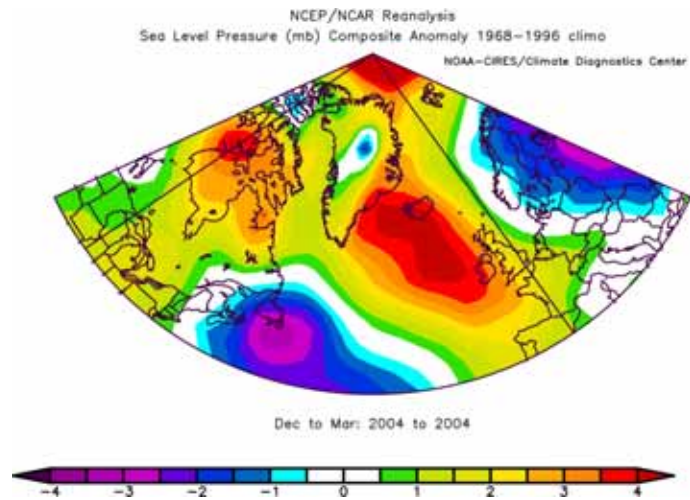 NCEP/NCAR Reanalysis
Sea Level Pressure (mb) Composite Anomaly 1968-1996 climo
NOAA-CIRES/Climate Diagnostics Center
Dec to Mar: 2004 to 2004
-4 -3 -2 -1 0 1 2 3 4